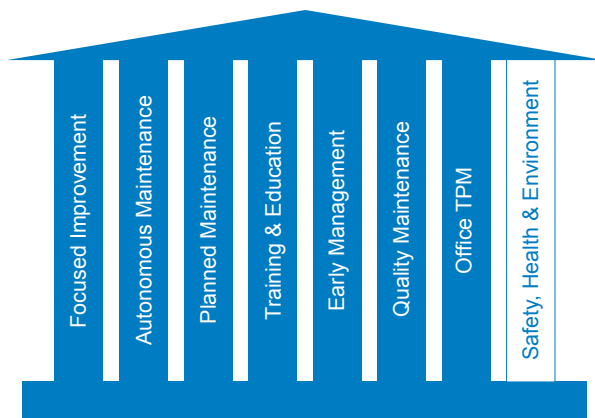 Focused Improvement
Autonomous Maintenance
Planned Maintenance
Training & Education
Early Management
Quality Maintenance
Office TPM
Safety, Health & Environment